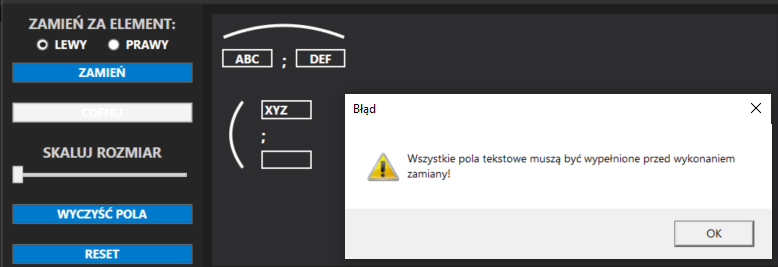 ZAMIEŃ ZA ELEMENT:
LEWY PRAWY
ZAMIEŃ
COFNIJ
SKALUJ ROZMIAR
WYCZYŚĆ POLA
RESET
ABC ; DEF
XYZ
;
Błąd
Wszystkie pola tekstowe muszą być wypełnione przed wykonaniem
zamiany!
OK